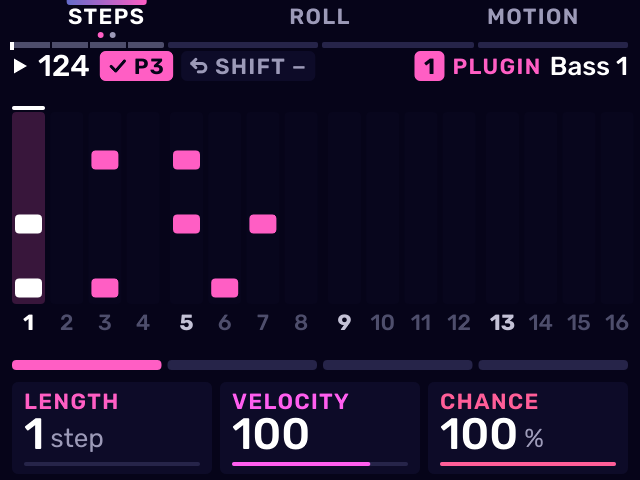 STEPS ROLL MOTION
124 P3 SHIFT – 1 PLUGIN Bass 1
1 2 3 4 5 6 7 8 9 10 11 12 13 14 15 16
LENGTH VELOCITY CHANCE
1 step 100 100 %